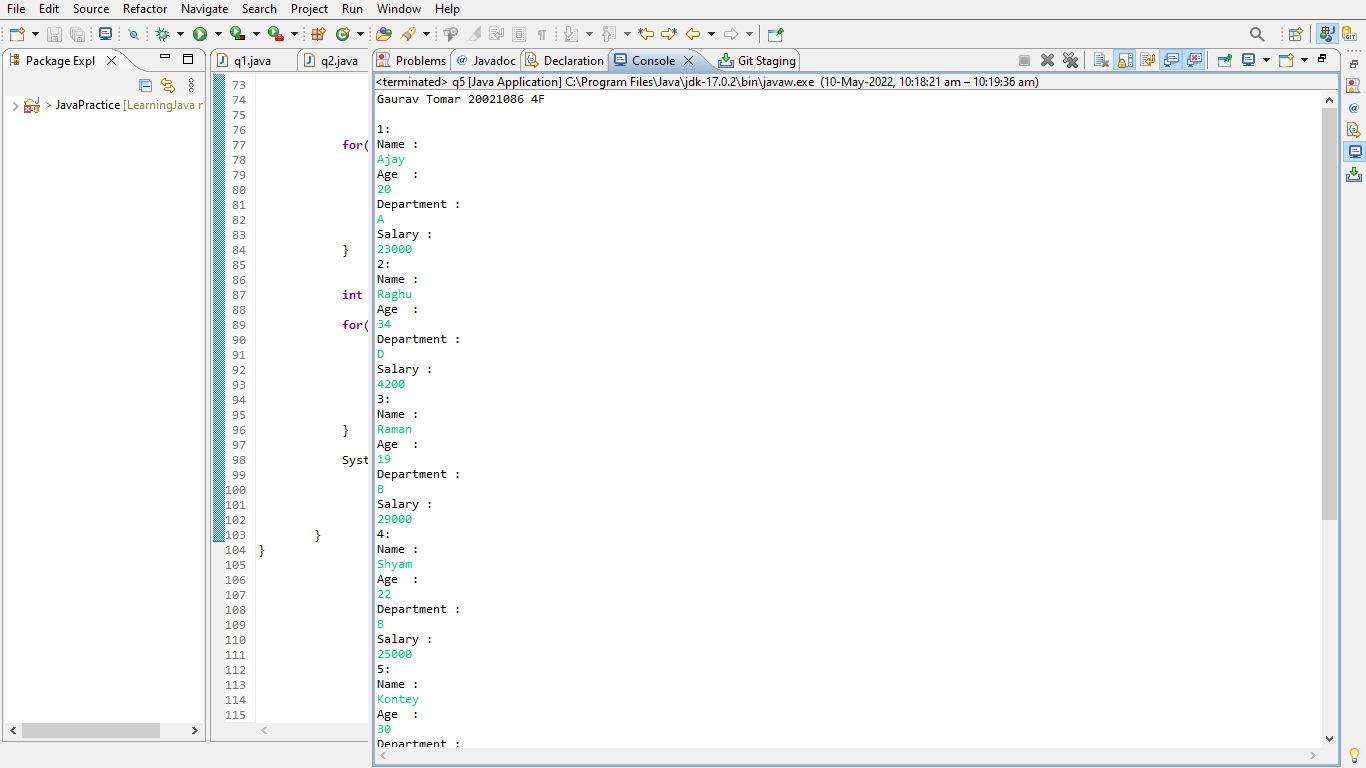 File Edit Source Refactor Navigate Search Project Run Window Help
Package Expl
> JavaPractice [LearningJava r
q1.java
q2.java
73
74
75
76
77 for(
78
79
80
81
82
83
84 }
85
86
87 int
88
89 for(
90
91
92
93
94
95
96 }
97
98 Syst
99
100
101
102
103 }
104 }
105
106
107
108
109
110
111
112
113
114
115
Problems @ Javadoc Declaration Console Git Staging
<terminated> q5 [Java Application] C:\Program Files\Java\jdk-17.0.2\bin\javaw.exe (10-May-2022, 10:18:21 am – 10:19:36 am)
Gaurav Tomar 20021086 4F
1:
Name :
Ajay
Age :
20
Department :
A
Salary :
23000
2:
Name :
Raghu
Age :
34
Department :
D
Salary :
4200
3:
Name :
Raman
Age :
19
Department :
B
Salary :
29000
4:
Name :
Shyam
Age :
22
Department :
B
Salary :
25000
5:
Name :
Kontey
Age :
30
Department :